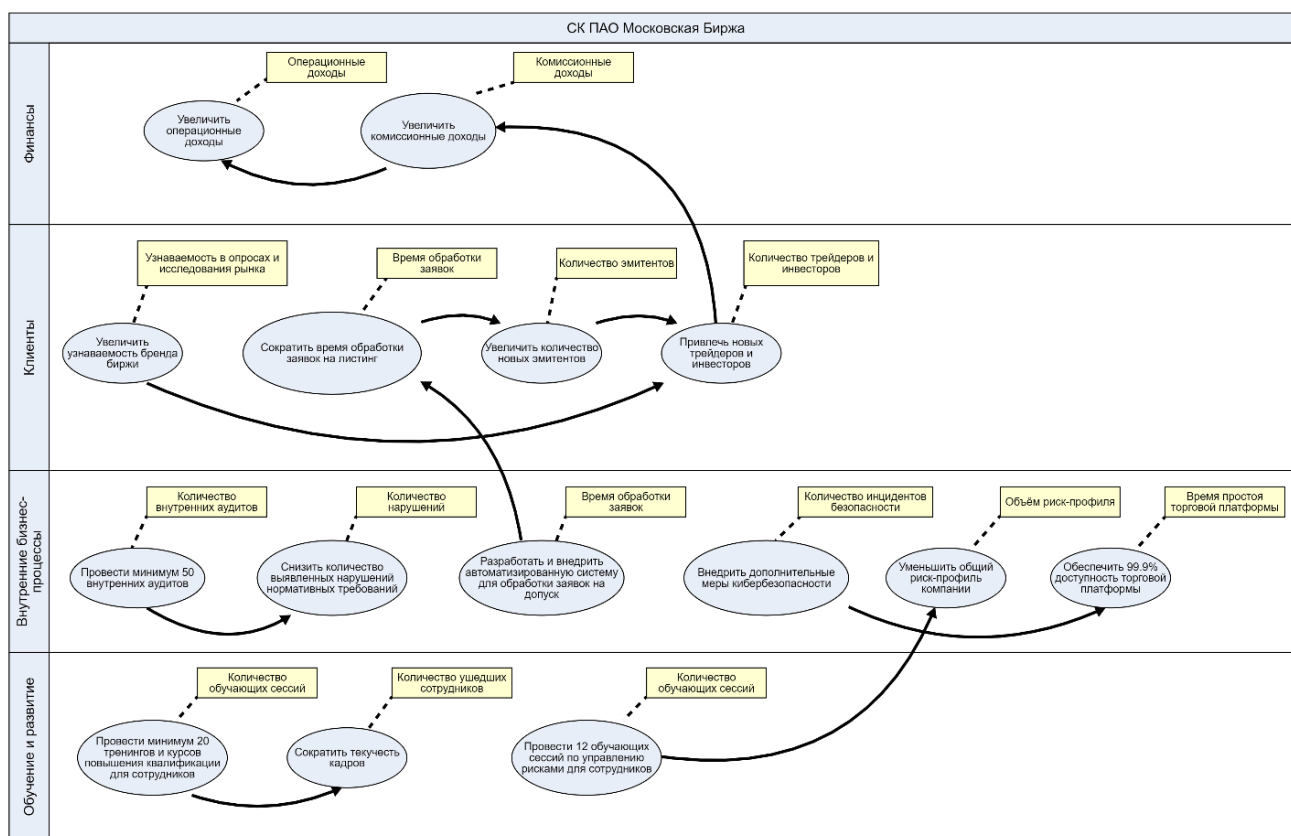 СК ПАО Московская Биржа
Финансы
Операционные
доходы
Комиссионные
доходы
Увеличить
операционные
доходы
Увеличить
комиссионные доходы
Клиенты
Узнаваемость в опросах и
исследования рынка
Время обработки
заявок
Количество эмитентов
Количество трейдеров и
инвесторов
Увеличить
узнаваемость бренда
биржи
Сократить время обработки
заявок на листинг
Увеличить количество
новых эмитентов
Привлечь новых
трейдеров и
инвесторов
Внутренние бизнес-
процессы
Количество
внутренних аудитов
Количество
нарушений
Время обработки
заявок
Количество инцидентов
безопасности
Объём риск-профиля
Время простоя
торговой платформы
Провести минимум 50
внутренних аудитов
Снизить количество
выявленных нарушений
нормативных требований
Разработать и внедрить
автоматизированную систему
для обработки заявок на
допуск
Внедрить дополнительные
меры кибербезопасности
Уменьшить общий
риск-профиль
компании
Обеспечить 99.9%
доступность торговой
платформы
Обучение и развитие
Количество
обучающих сессий
Количество ушедших
сотрудников
Количество
обучающих сессий
Провести минимум 20
тренингов и курсов
повышения квалификации
для сотрудников
Сократить текучесть
кадров
Провести 12 обучающих
сессий по управлению
рисками для сотрудников